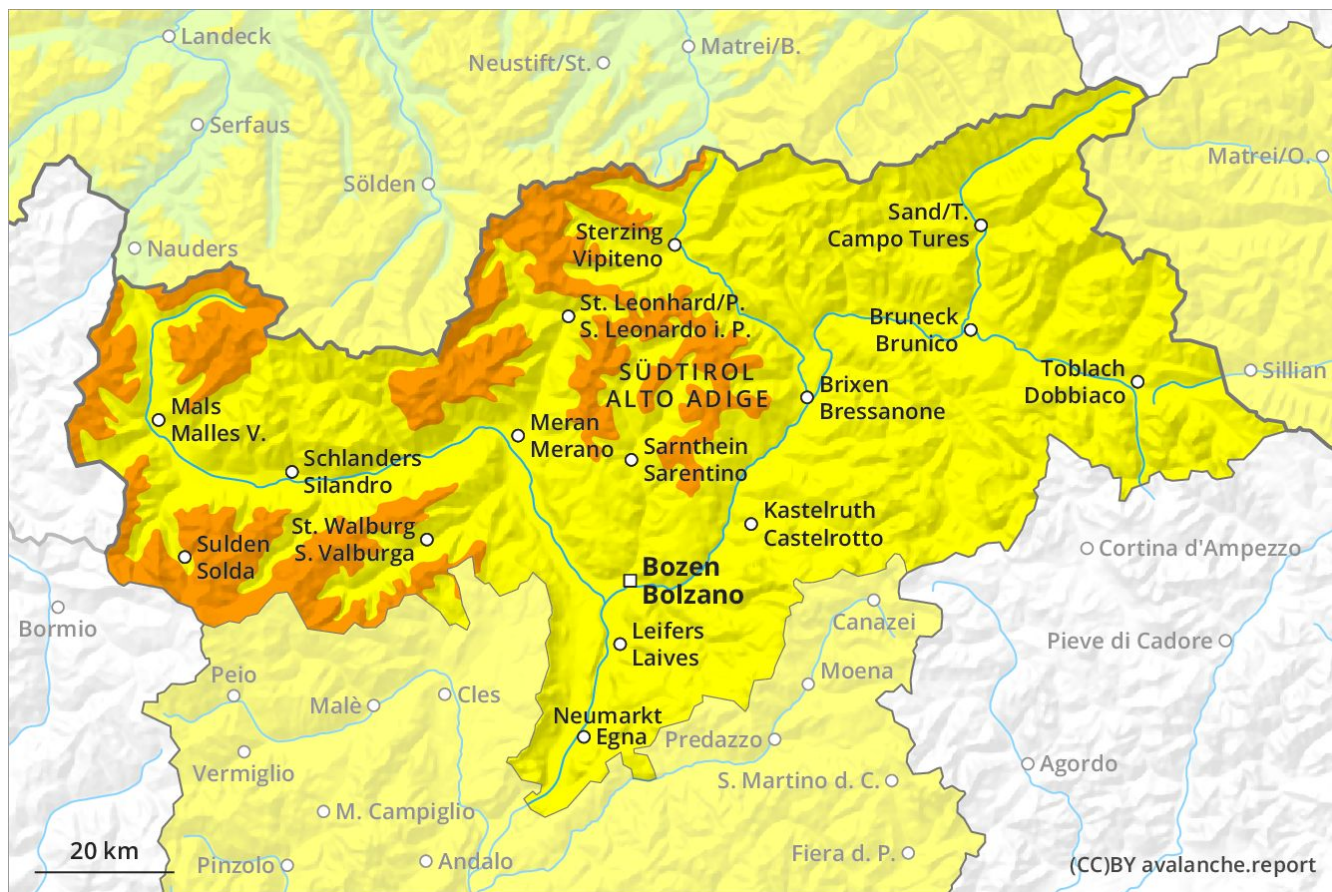 Landeck
Matrei/B.
Neustift/St.
Serfaus
Matrei/O.
Sölden
Nauders
Sand/T.
Campo Tures
Sterzing
Vipiteno
St. Leonhard/P.
S. Leonardo i. P.
Bruneck
Brunico
SÜDTIROL
ALTO ADIGE
Toblach
Dobbiaco
Sillian
Brixen
Bressanone
Mals
Malles V.
Meran
Merano
Sarnthein
Sarentino
Schlanders
Silandro
Kastelruth
Castelrotto
St. Walburg
S. Valburga
Sulden
Solda
Cortina d'Ampezzo
Bozen
Bolzano
Bormio
Canazei
Leifers
Laives
Pieve di Cadore
Peio
Moena
Malè
Cles
Neumarkt
Egna
Predazzo
Vermiglio
Agordo
S. Martino d. C.
M. Campiglio
20 km
Pinzolo
Andalo
Fiera d. P.
(CC)BY avalanche.report